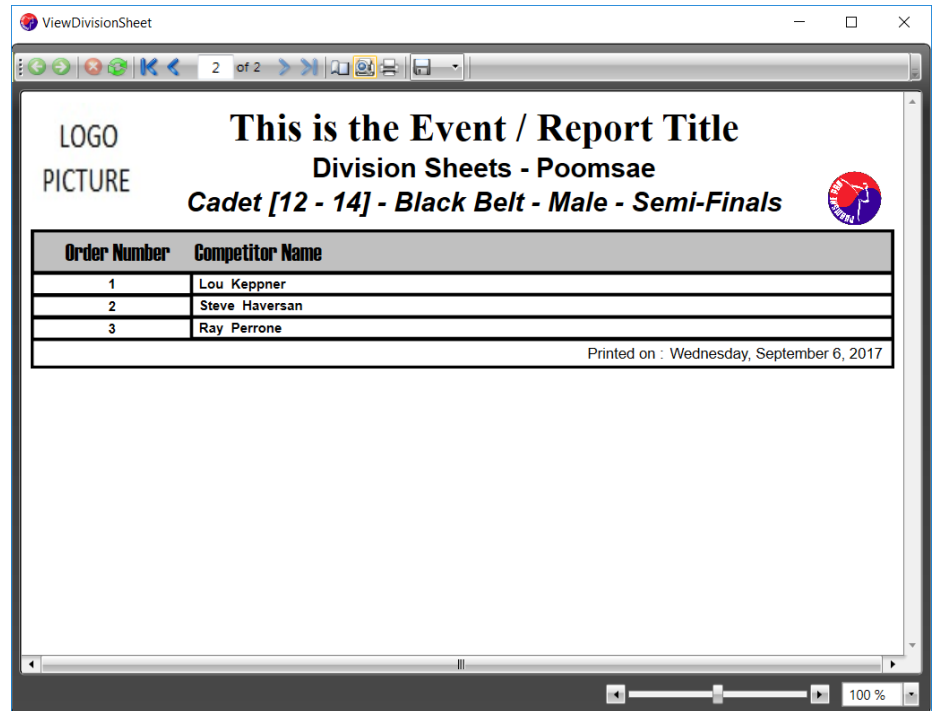 ViewDivisionSheet
2 of 2
LOGO
PICTURE
This is the Event / Report Title
Division Sheets - Poomsae
Cadet [12 - 14] - Black Belt - Male - Semi-Finals
Order Number Competitor Name
1 Lou Keppner
2 Steve Haversan
3 Ray Perrone
Printed on : Wednesday, September 6, 2017
100 %